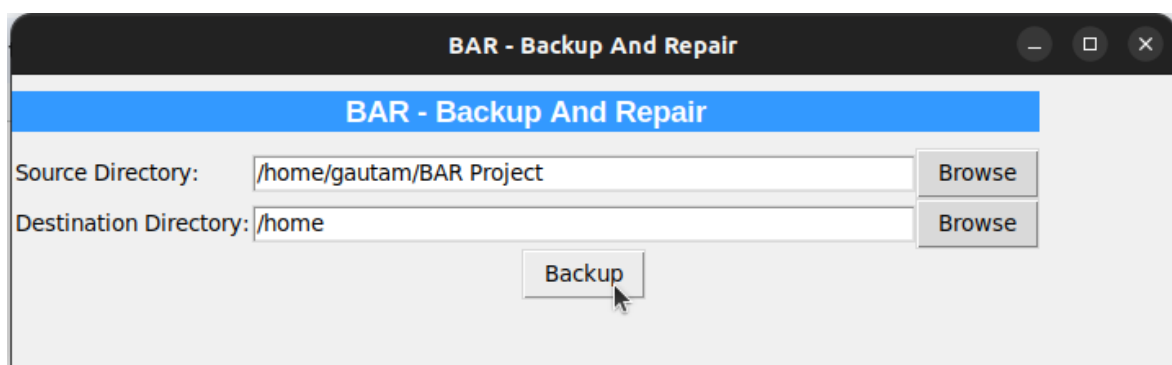 BAR - Backup And Repair
BAR - Backup And Repair
Source Directory: /home/gautam/BAR Project Browse
Destination Directory: /home Browse
Backup